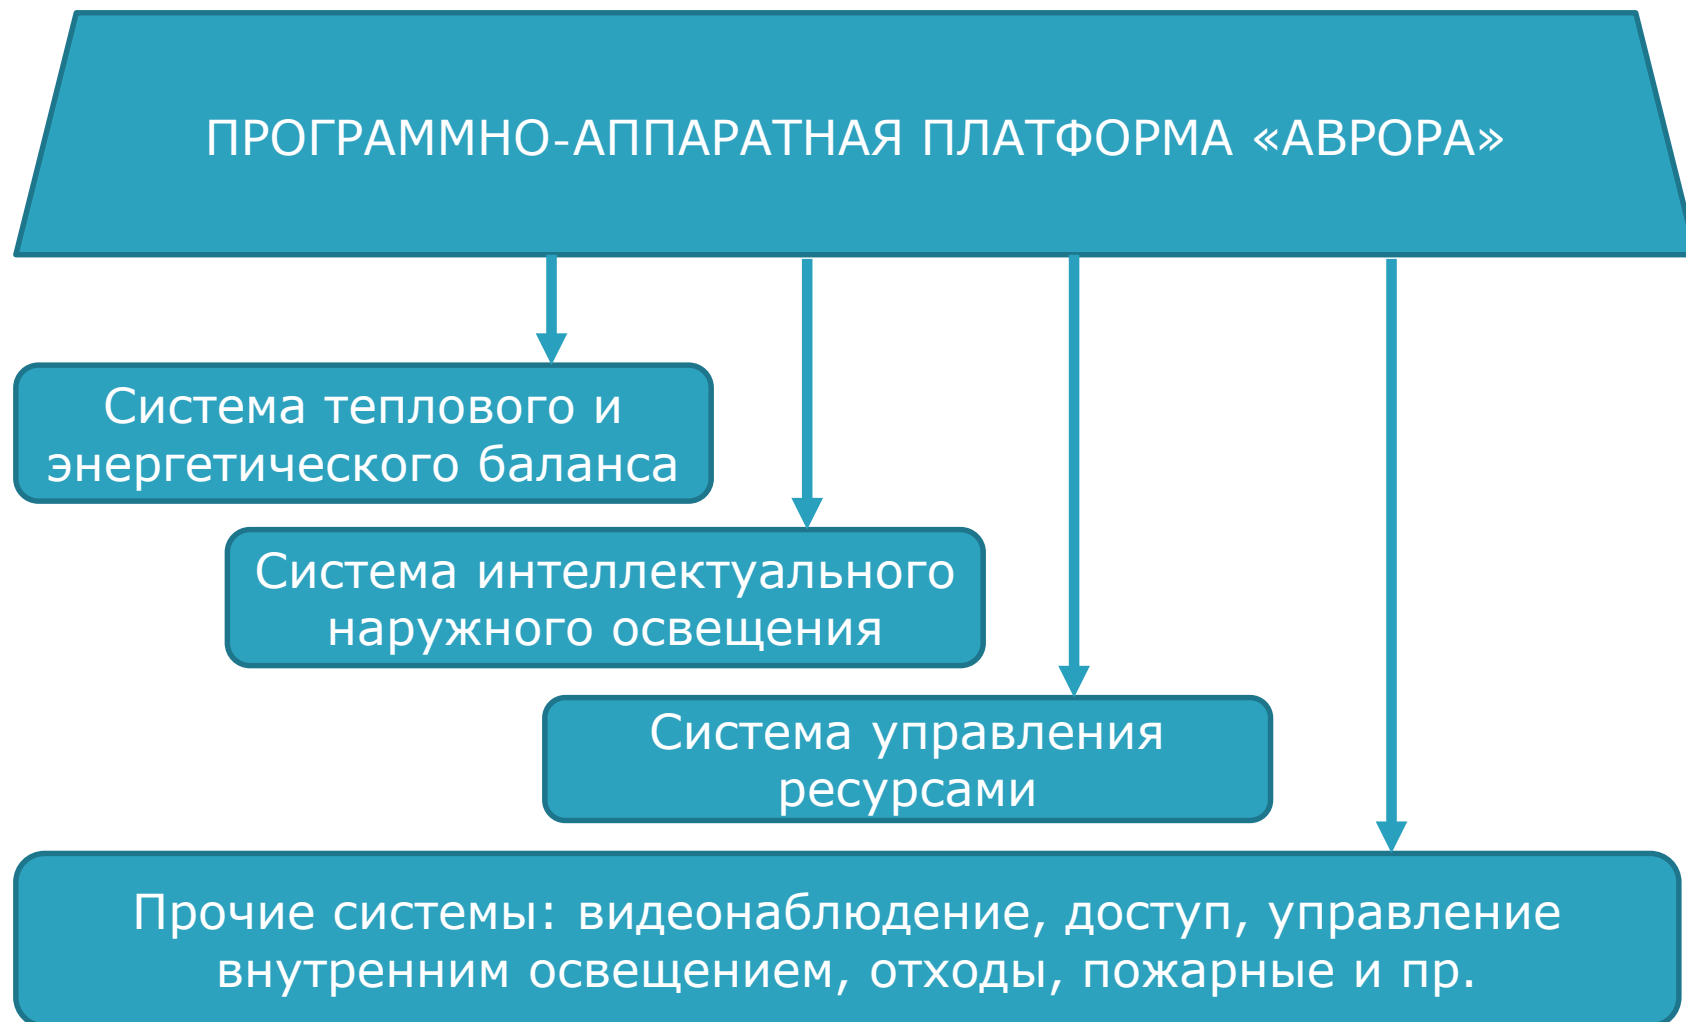 ПРОГРАММНО-АППАРАТНАЯ ПЛАТФОРМА «АВРОРА»
Система теплового и
энергетического баланса
Система интеллектуального
наружного освещения
Система управления
ресурсами
Прочие системы: видеонаблюдение, доступ, управление
внутренним освещением, отходы, пожарные и пр.